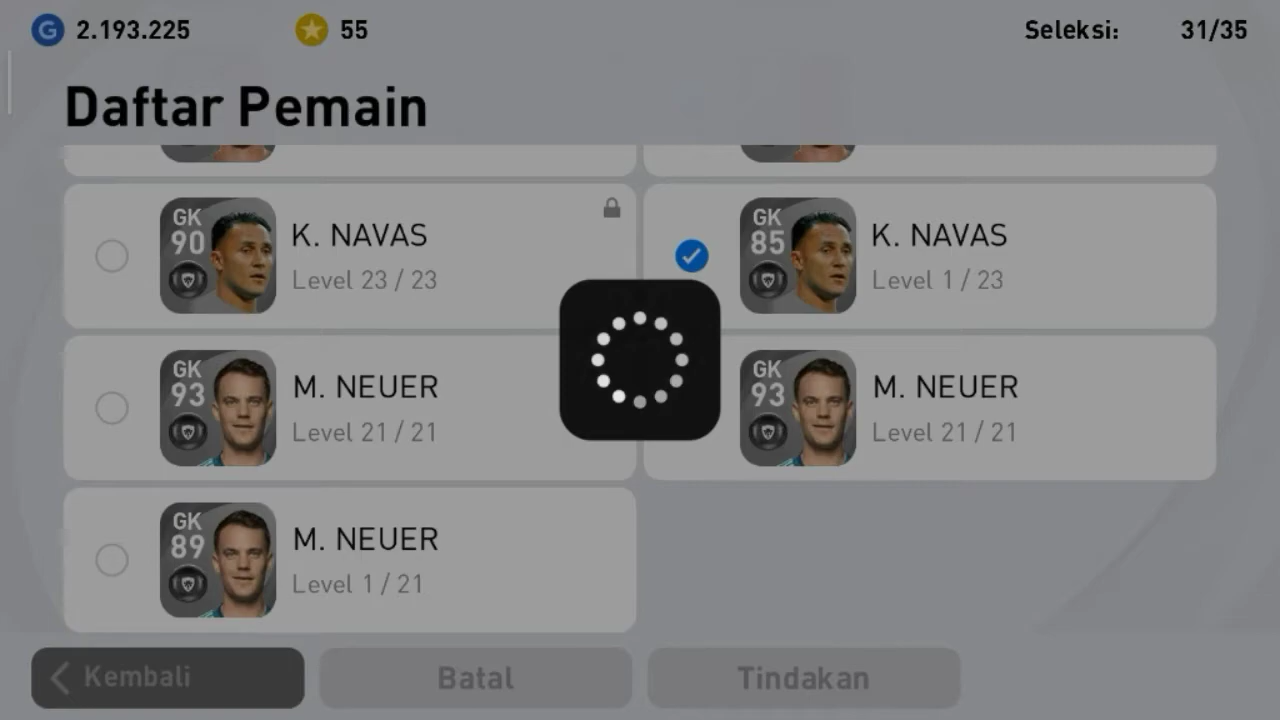 G 2.193.225
55
Seleksi: 31/35
Daftar Pemain
GK
90
K. NAVAS
Level 23 / 23
GK
85
K. NAVAS
Level 1 / 23
GK
93
M. NEUER
Level 21 / 21
GK
93
M. NEUER
Level 21 / 21
GK
89
M. NEUER
Level 1 / 21
Kembali
Batal
Tindakan